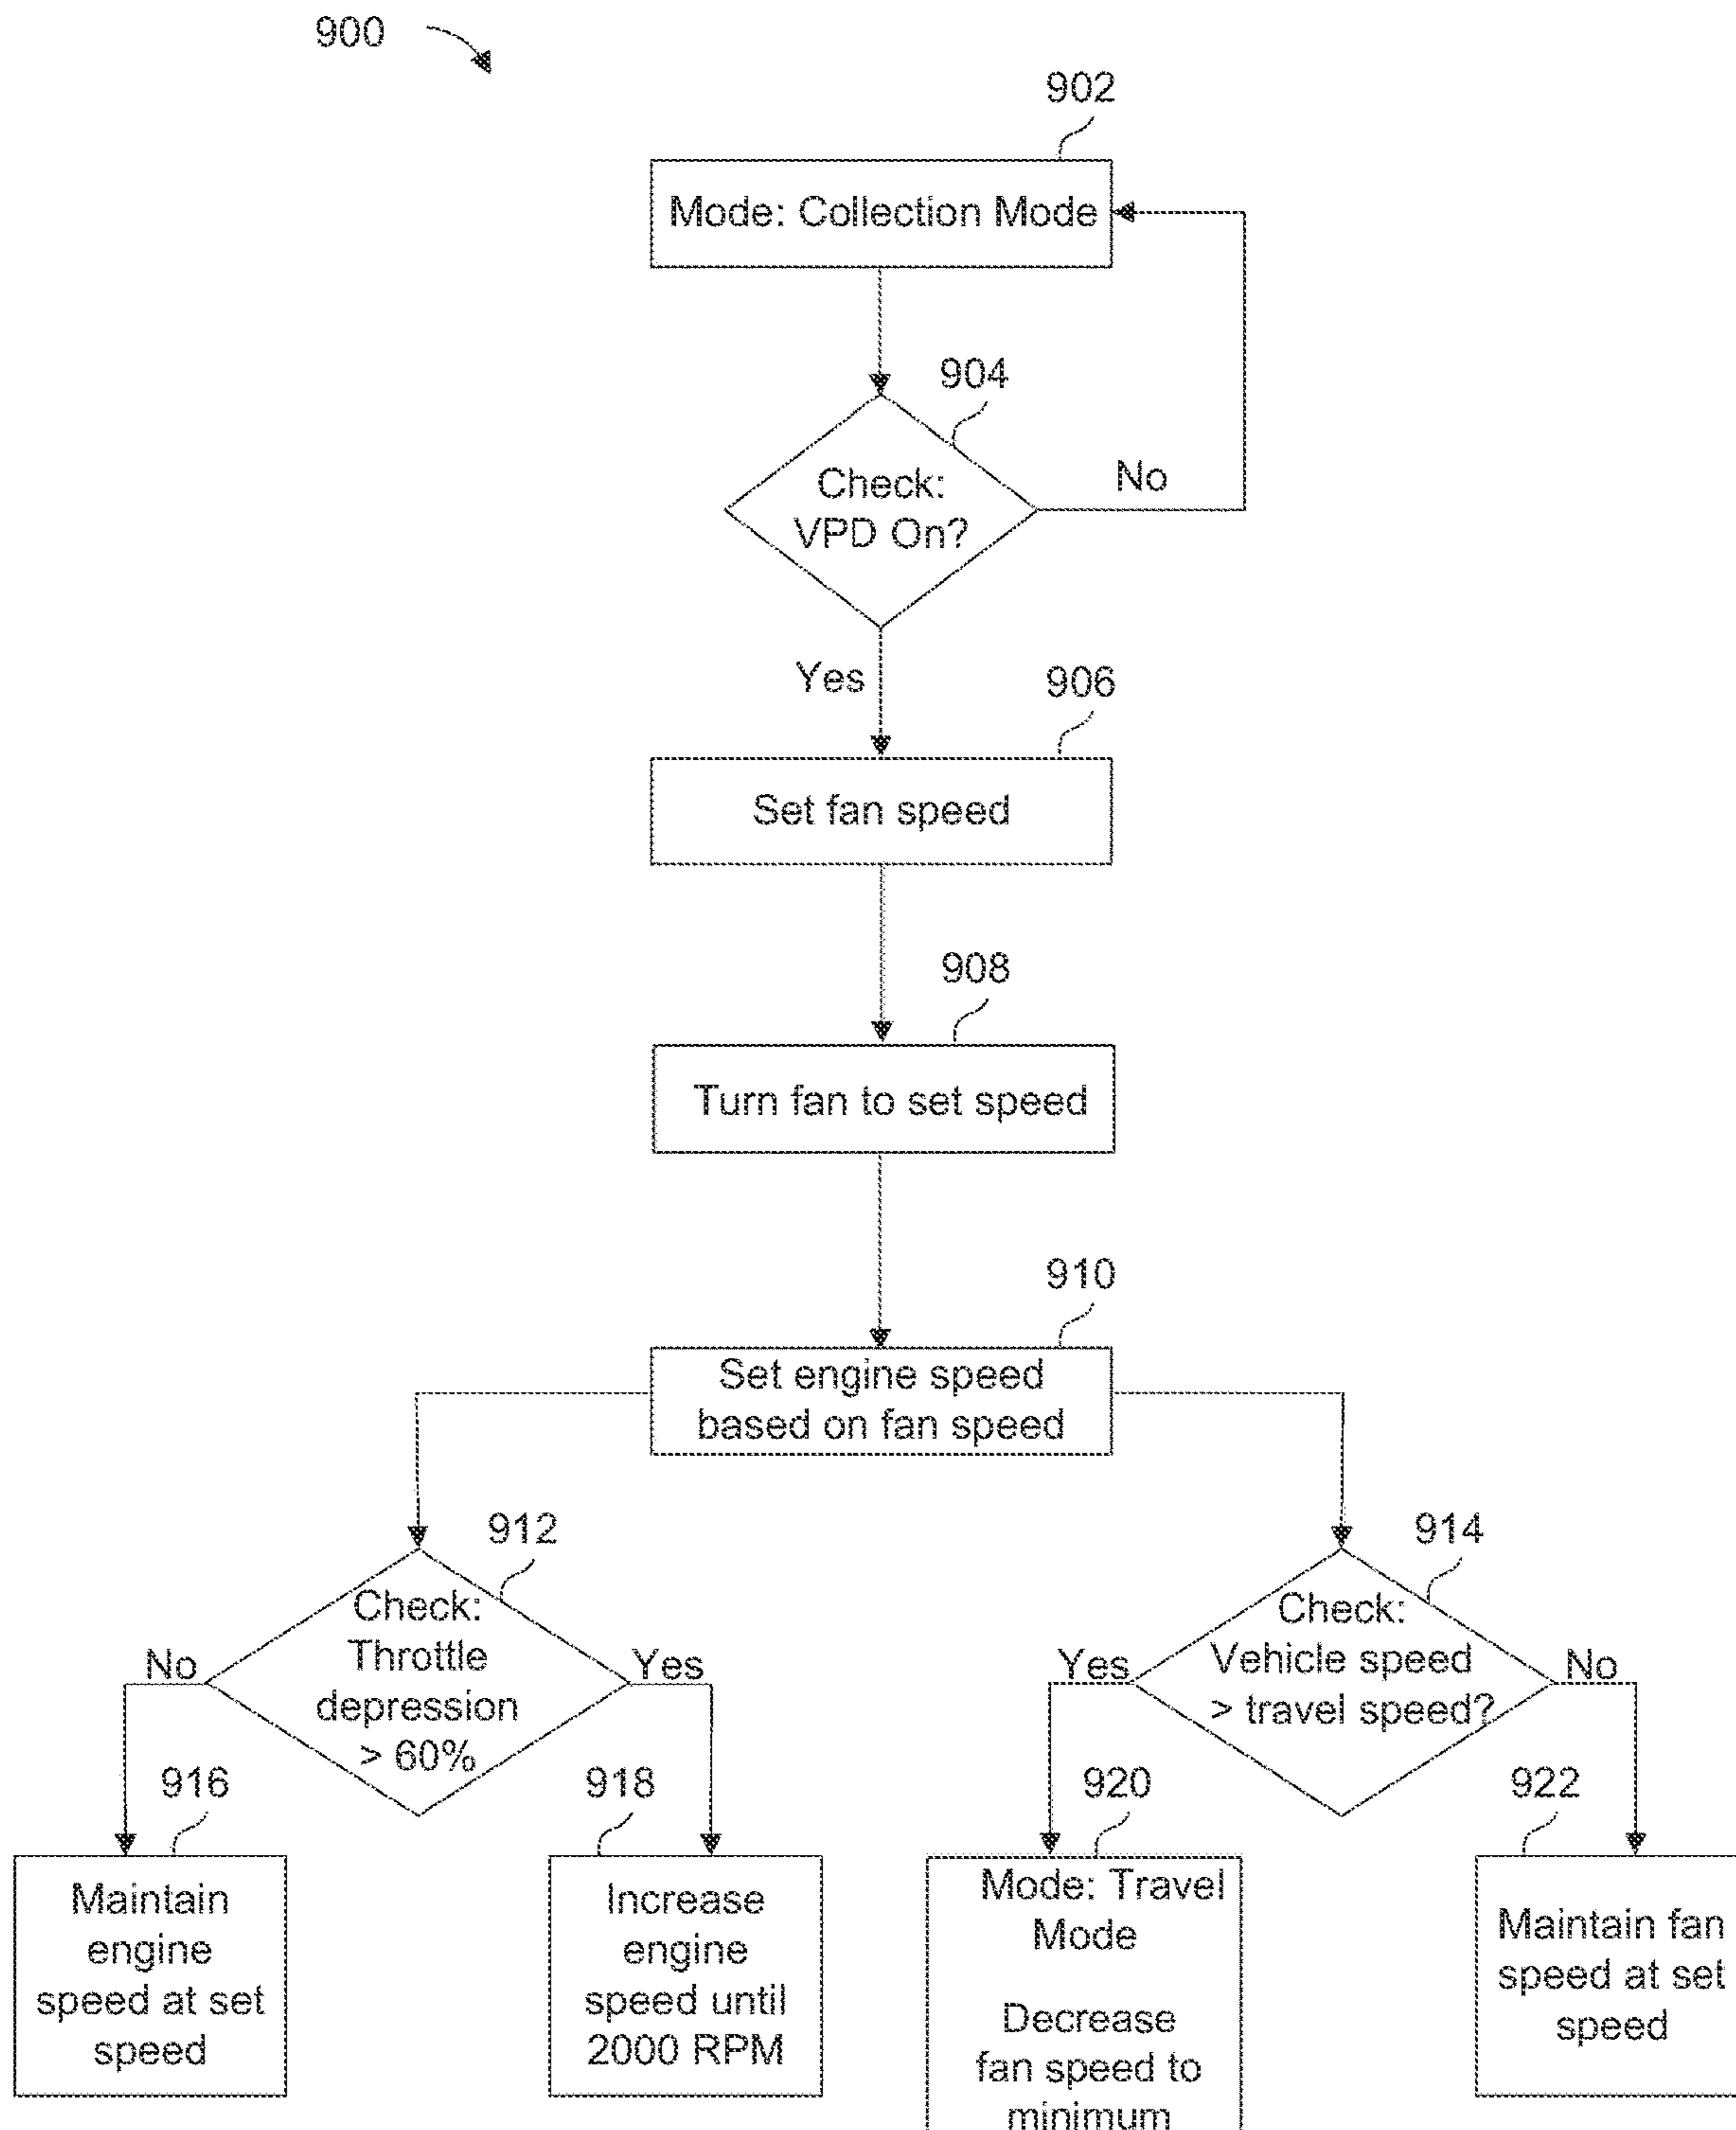 900
902
Mode: Collection Mode
904
Check:
VPD On?
No
Yes
906
Set fan speed
908
Turn fan to set speed
910
Set engine speed
based on fan speed
912
Check:
Throttle
depression
> 60%
No
Yes
914
Check:
Vehicle speed
> travel speed?
Yes
No
916
Maintain
engine
speed at set
speed
918
Increase
engine
speed until
2000 RPM
920
Mode: Travel
Mode
Decrease
fan speed to
minimum
922
Maintain fan
speed at set
speed